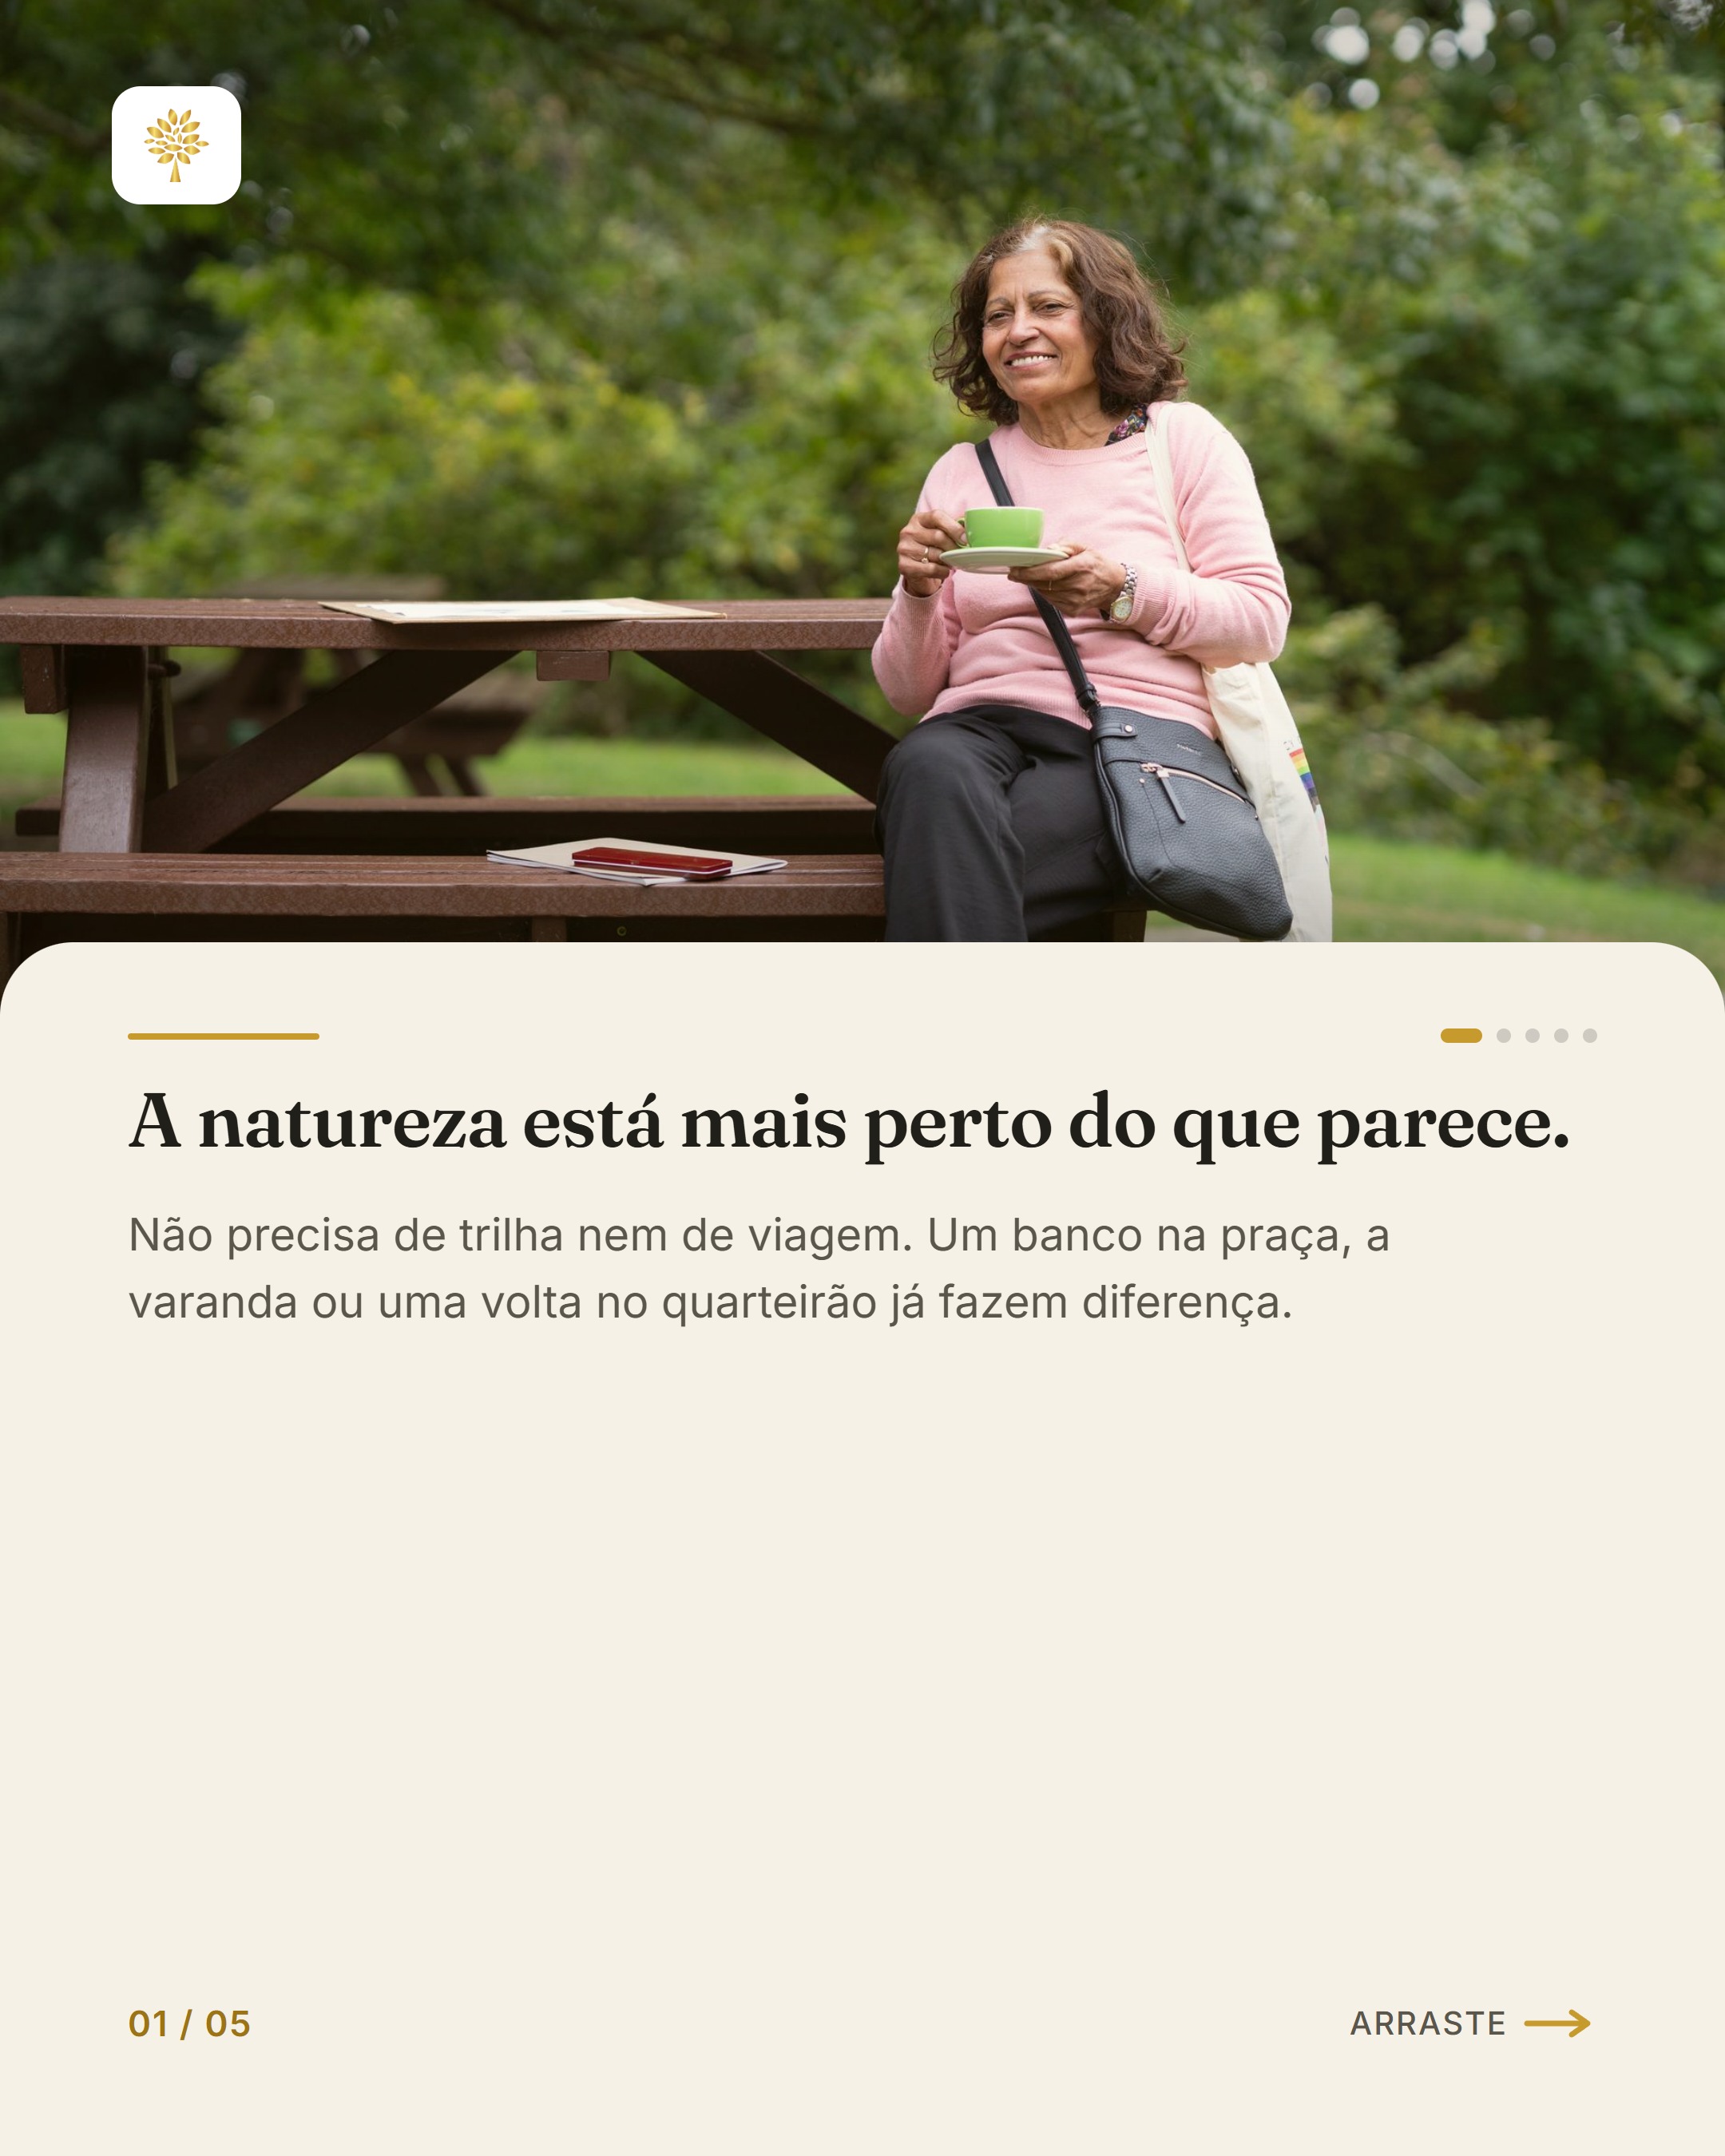 A natureza está mais perto do que parece.
Não precisa de trilha nem de viagem. Um banco na praça, a
varanda ou uma volta no quarteirão já fazem diferença.
01 / 05
ARRASTE